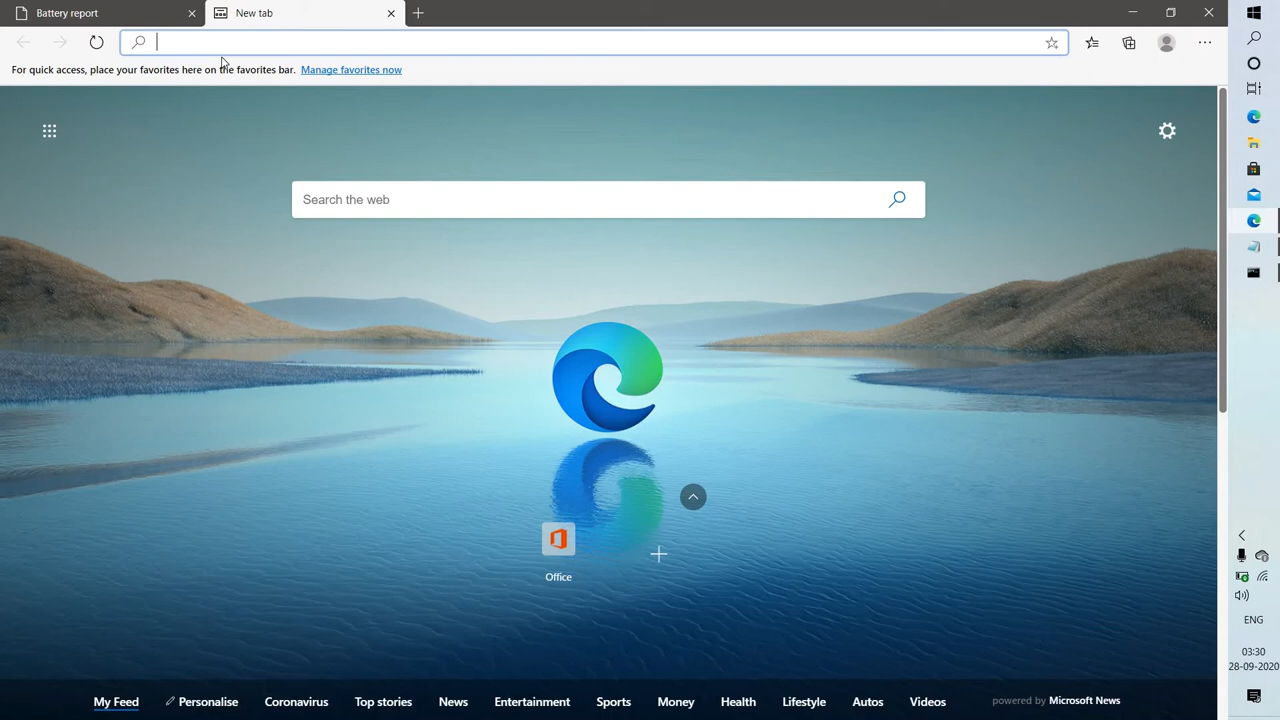 Battery report
New tab
For quick access, place your favorites here on the favorites bar. Manage favorites now
Search the web
Office
My Feed Personalise Coronavirus Top stories News Entertainment Sports Money Health Lifestyle Autos Videos powered by Microsoft News
ENG
03:30
28-09-2020